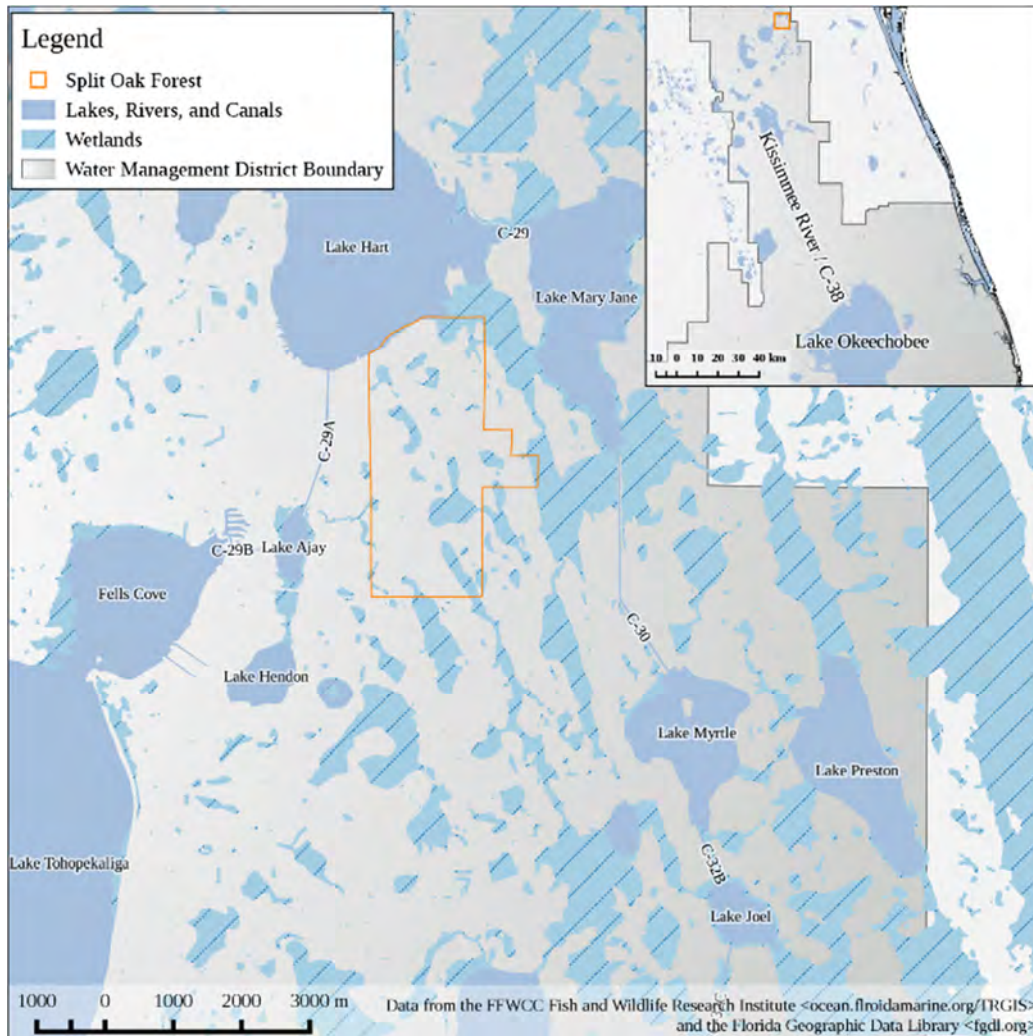 Legend
Split Oak Forest
Lakes, Rivers, and Canals
Wetlands
Water Management District Boundary
Kissimmee River / C-38
Lake Okeechobee
10 0 10 20 30 40 km
Lake Hart
C-29
Lake Mary Jane
C-29A
C-29B
Lake Ajay
Fells Cove
C-30
Lake Hendon
Lake Myrtle
Lake Preston
Lake Tohopekaliga
C-32B
Lake Joel
1000 0 1000 2000 3000 m
Data from the FFWCC Fish and Wildlife Research Institute <ocean.flroidamarine.org/TRGIS>
and the Florida Geographic Data Library <fgdl.org>